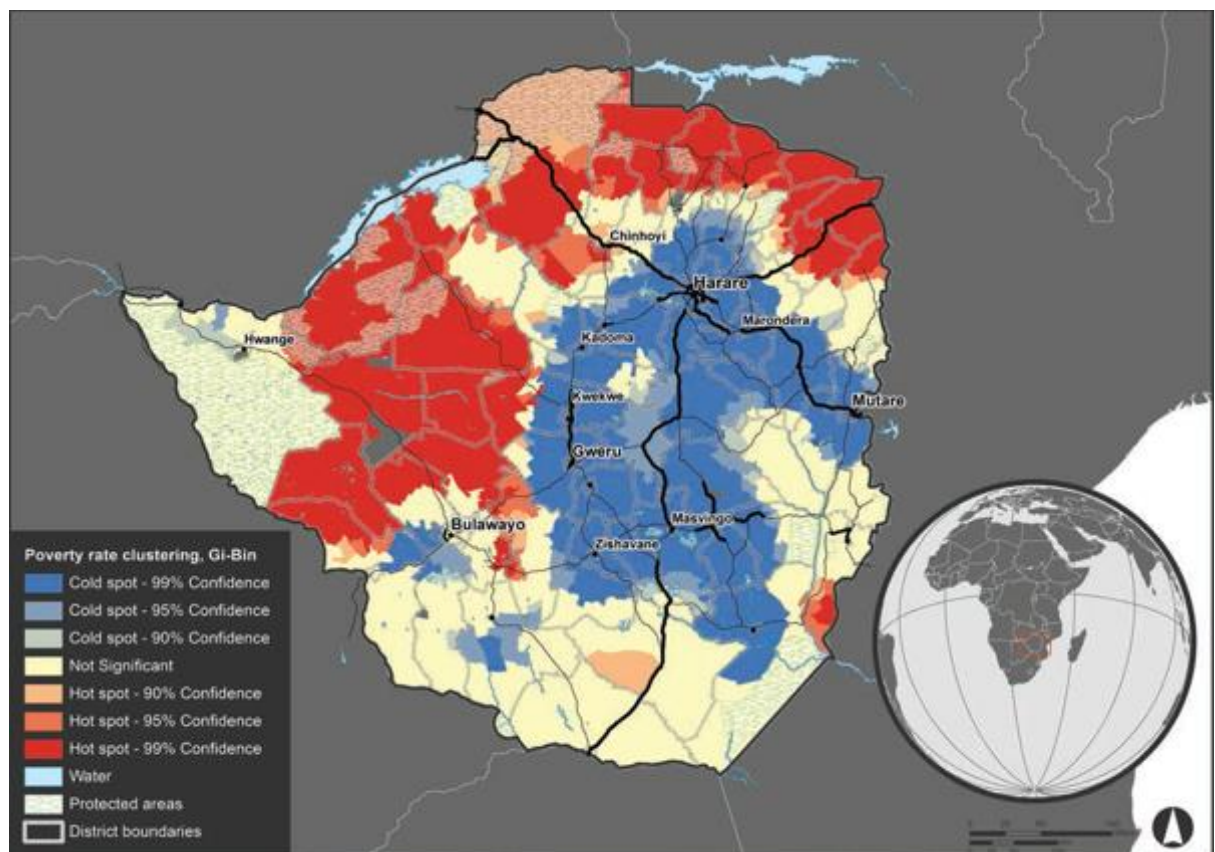 Chinhoyi
Harare
Marondera
Hwange
Kadoma
Kwekwe
Mutare
Gweru
Masvingo
Bulawayo
Zishavane
Poverty rate clustering, Gi-Bin
Cold spot - 99% Confidence
Cold spot - 95% Confidence
Cold spot - 90% Confidence
Not Significant
Hot spot - 90% Confidence
Hot spot - 95% Confidence
Hot spot - 99% Confidence
Water
Protected areas
District boundaries